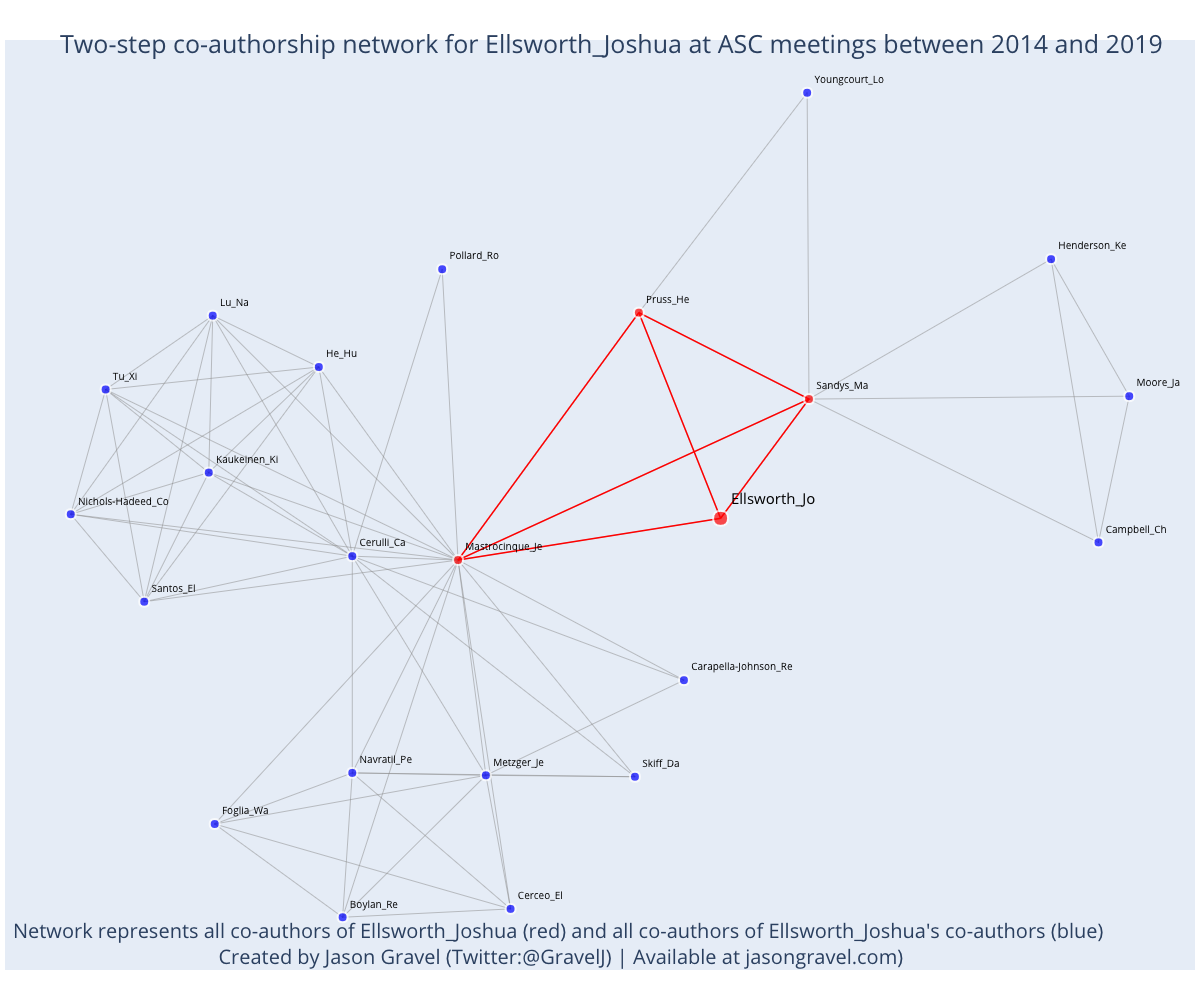 Two-step co-authorship network for Ellsworth_Joshua at ASC meetings between 2014 and 2019
Youngcourt_Lo
Henderson_Ke
Pollard_Ro
Pruss_He
Lu_Na
He_Hu
Tu_Xi
Moore_Ja
Sandys_Ma
Kaukeinen_Ki
Nichols-Hadeed_Co
Ellsworth_Jo
Campbell_Ch
Cerulli_Ca
Mastrocinque_Je
Santos_El
Carapella-Johnson_Re
Navratil_Pe
Metzger_Je
Skiff_Da
Foglia_Wa
Cerceo_El
Boylan_Re
Network represents all co-authors of Ellsworth_Joshua (red) and all co-authors of Ellsworth_Joshua's co-authors (blue)
Created by Jason Gravel (Twitter:@GravelJ) | Available at jasongravel.com)